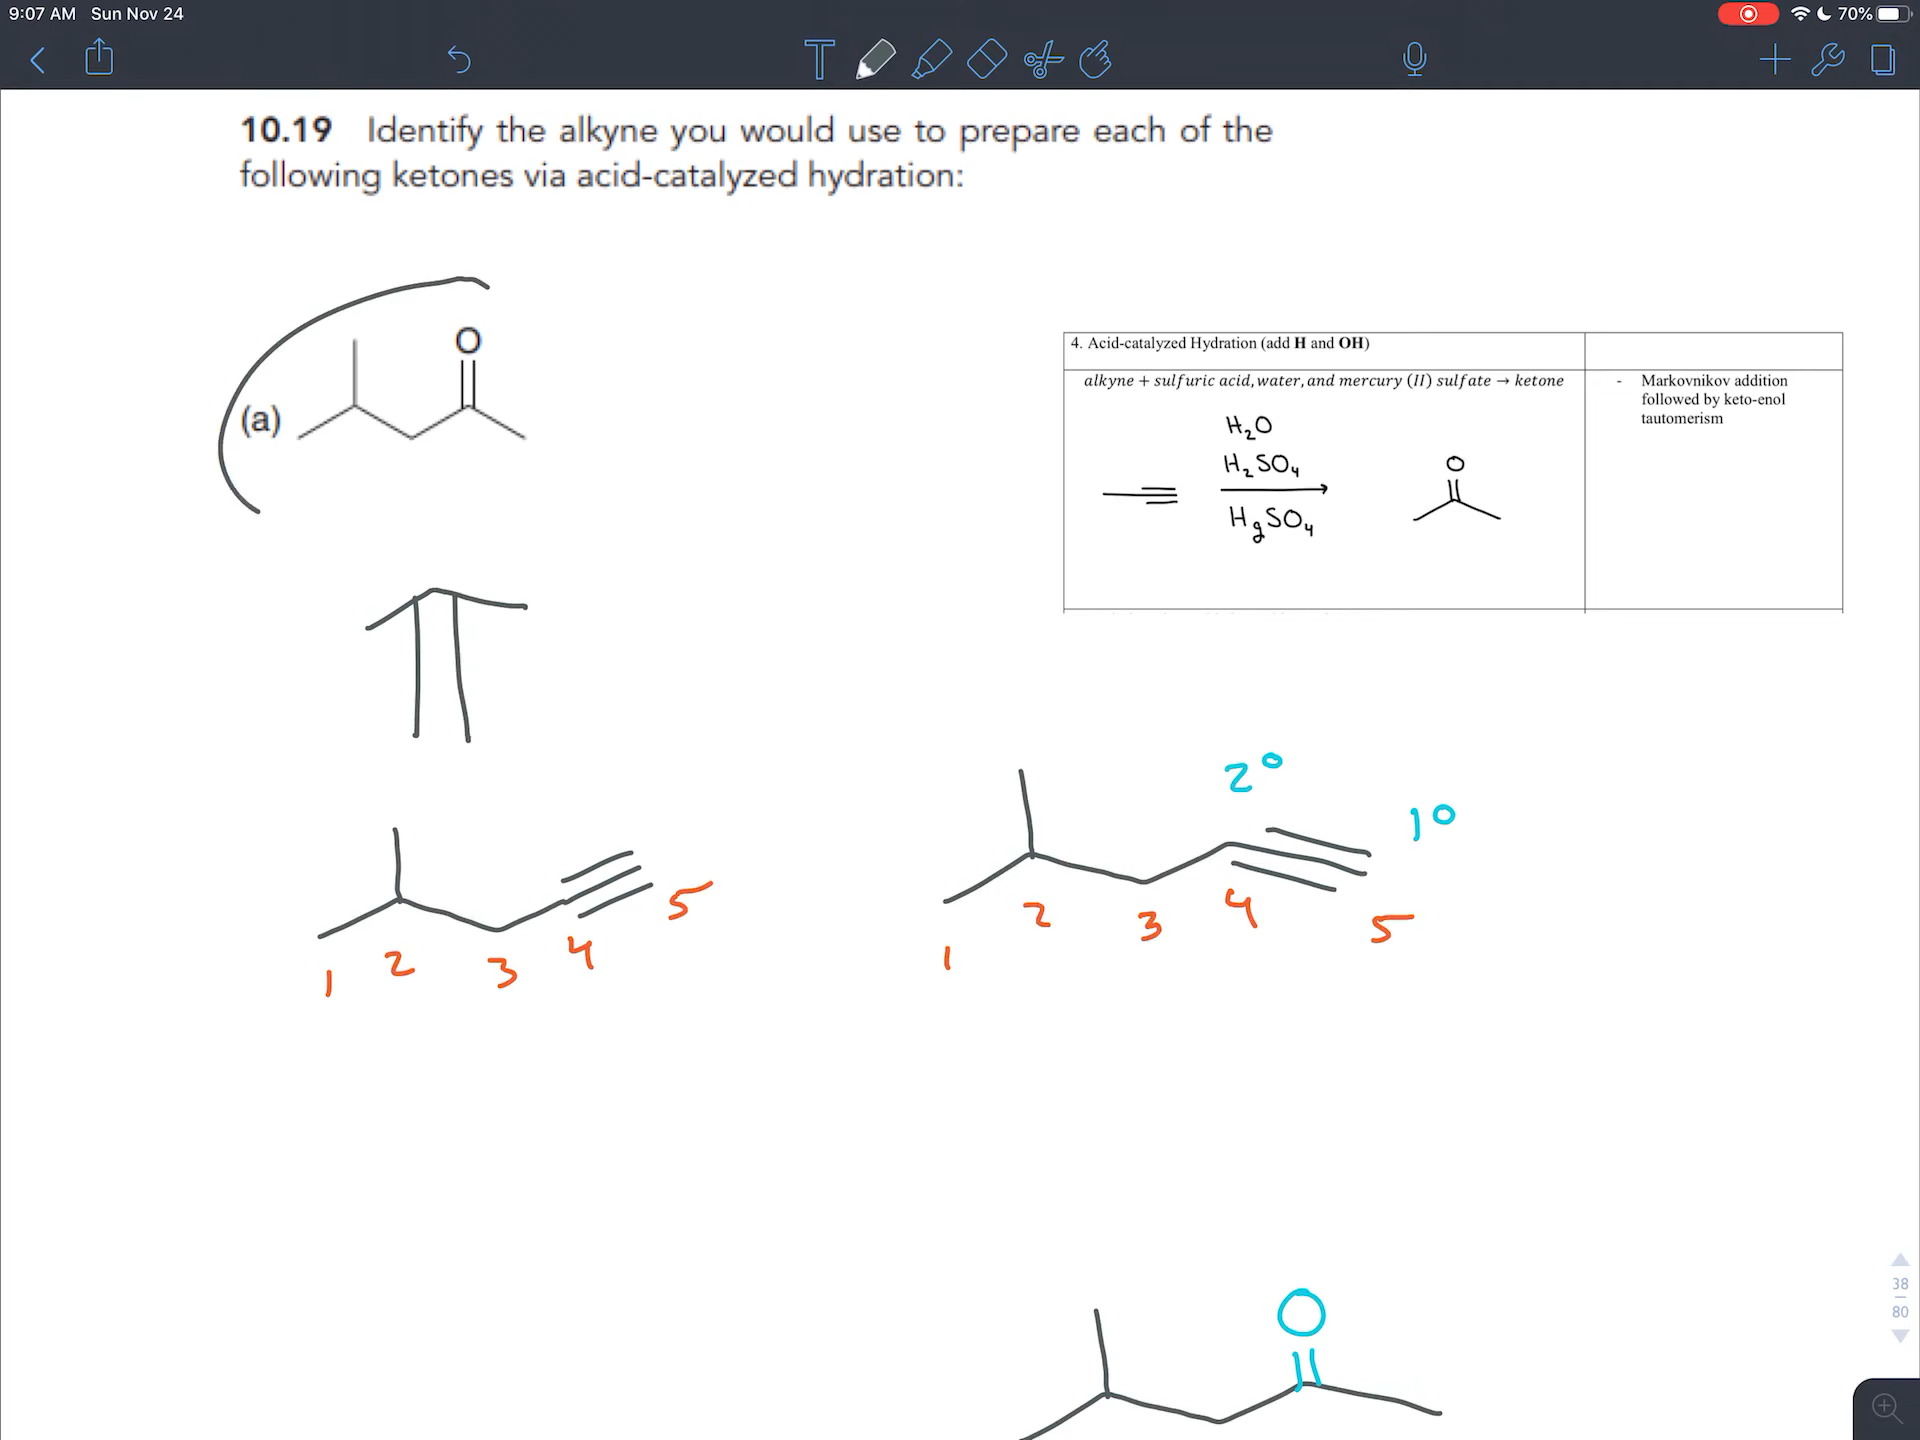 9:07 AM Sun Nov 24
70%
T
10.19 Identify the alkyne you would use to prepare each of the
following ketones via acid-catalyzed hydration:
O
(a)
4. Acid-catalyzed Hydration (add H and OH)
alkyne + sulfuric acid, water, and mercury (II) sulfate → ketone
- Markovnikov addition
followed by keto-enol
tautomerism
H₂O
H₂SO₄
HgSO₄
O
2°
1°
1 2 3 4 5
1 2 3 4 5
38
80
O